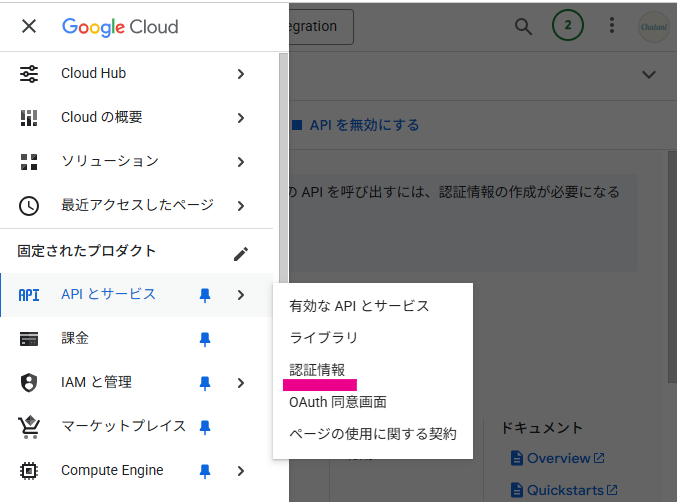 Google Cloud
egration
2
Chatani
Cloud Hub
Cloud の概要
API を無効にする
ソリューション
の API を呼び出すには、認証情報の作成が必要になる
最近アクセスしたページ
固定されたプロダクト
API API とサービス
有効な API とサービス
ライブラリ
課金
認証情報
IAM と管理
OAuth 同意画面
マーケットプレイス
ページの使用に関する契約
ドキュメント
Overview
Compute Engine
Quickstarts